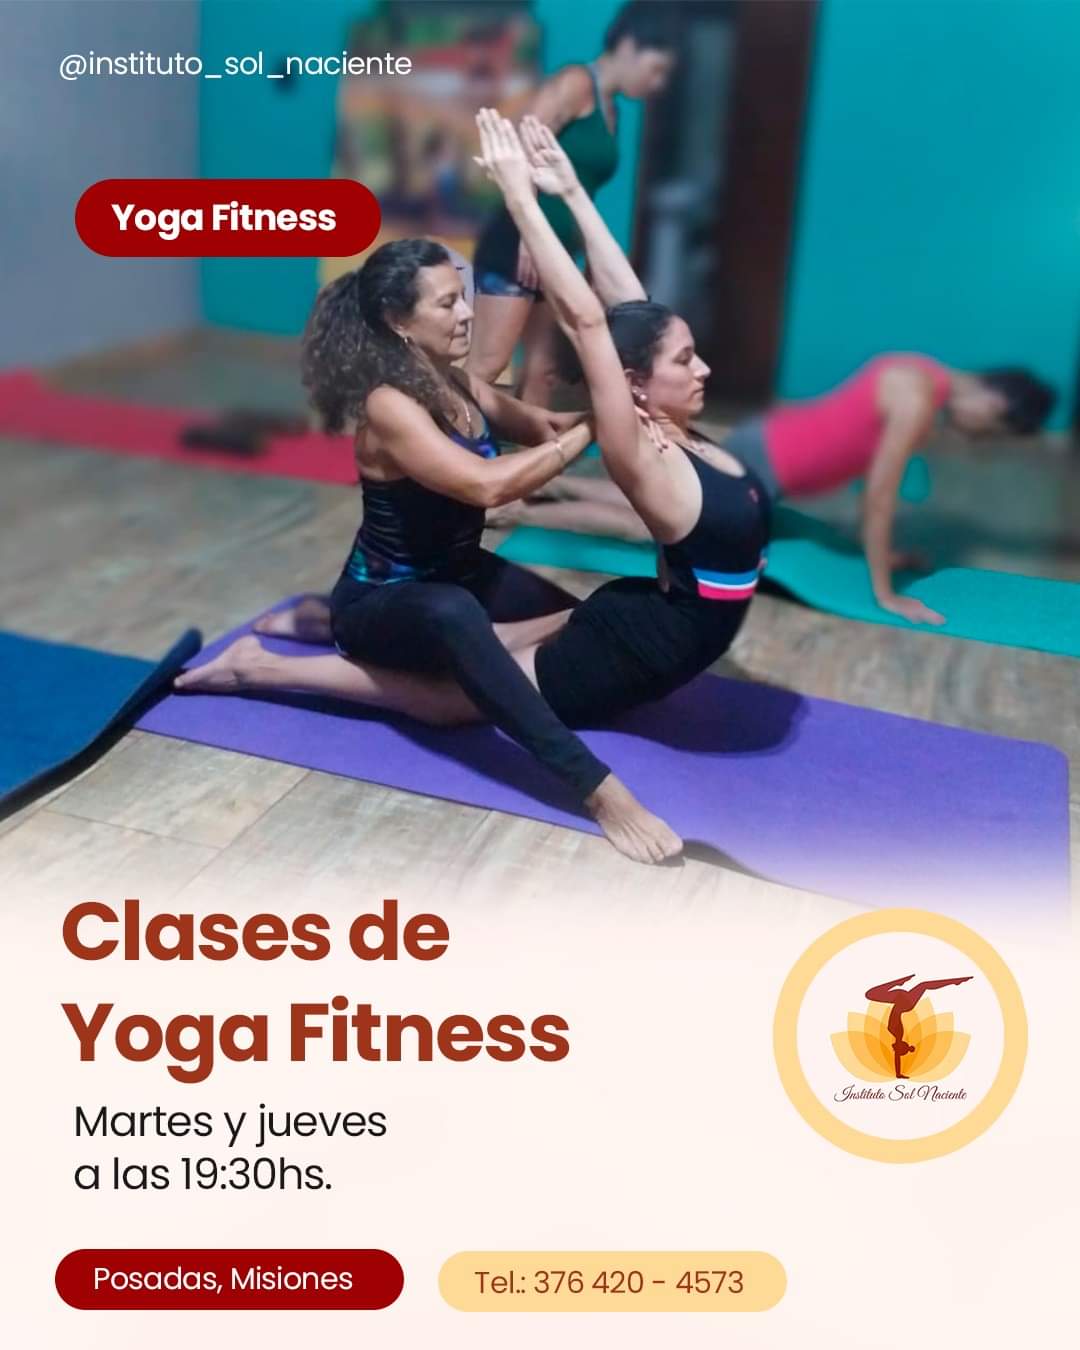 @instituto_sol_naciente
Yoga Fitness
Clases de
Yoga Fitness
Martes y jueves
a las 19:30hs.
Instituto Sol Naciente
Posadas, Misiones
Tel.: 376 420 - 4573